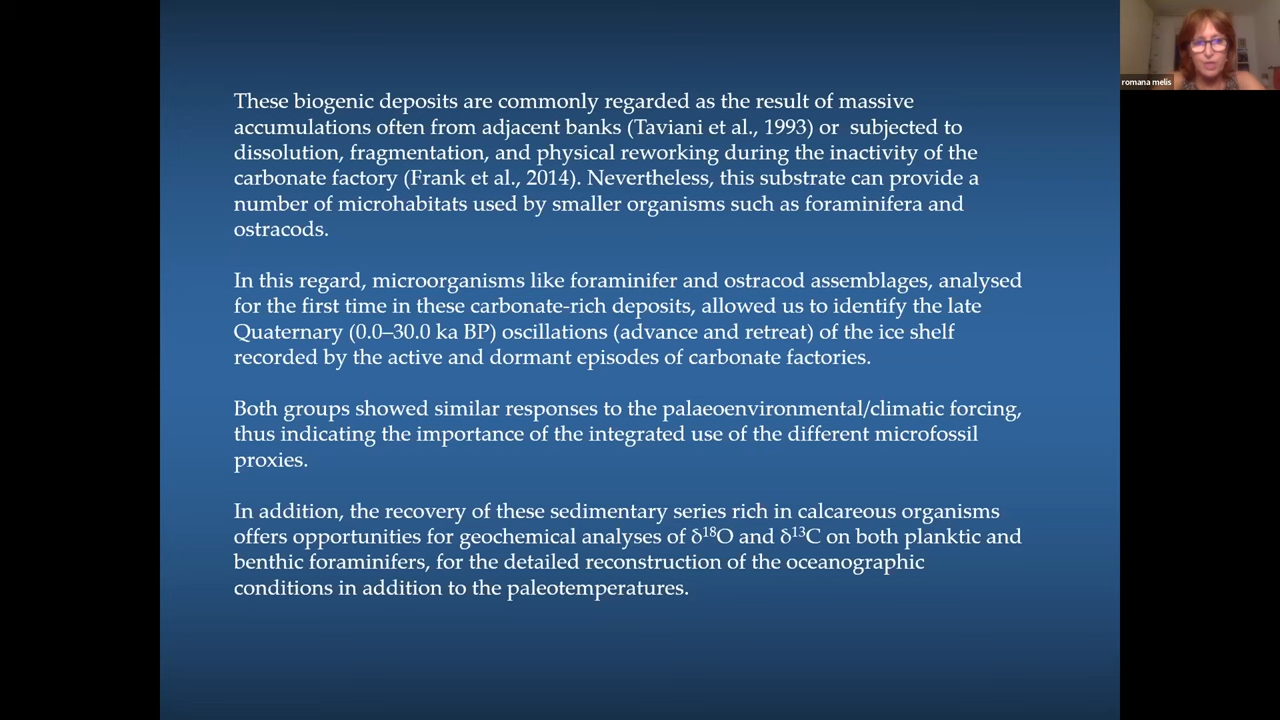 These biogenic deposits are commonly regarded as the result of massive
accumulations often from adjacent banks (Taviani et al., 1993) or subjected to
dissolution, fragmentation, and physical reworking during the inactivity of the
carbonate factory (Frank et al., 2014). Nevertheless, this substrate can provide a
number of microhabitats used by smaller organisms such as foraminifera and
ostracods.
In this regard, microorganisms like foraminifer and ostracod assemblages, analysed
for the first time in these carbonate-rich deposits, allowed us to identify the late
Quaternary (0.0–30.0 ka BP) oscillations (advance and retreat) of the ice shelf
recorded by the active and dormant episodes of carbonate factories.
Both groups showed similar responses to the palaeoenvironmental/climatic forcing,
thus indicating the importance of the integrated use of the different microfossil
proxies.
In addition, the recovery of these sedimentary series rich in calcareous organisms
offers opportunities for geochemical analyses of δ¹⁸O and δ¹³C on both planktic and
benthic foraminifers, for the detailed reconstruction of the oceanographic
conditions in addition to the paleotemperatures.
romana melis